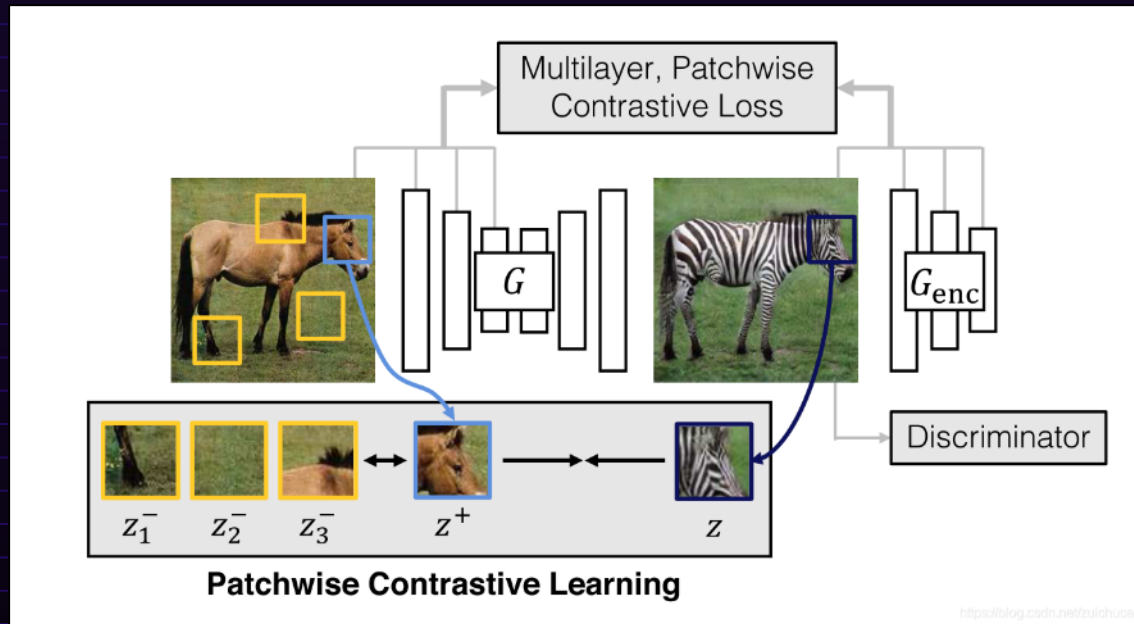 Multilayer, Patchwise
Contrastive Loss
G
G_enc
Discriminator
z_1^-
z_2^-
z_3^-
z^+
z
Patchwise Contrastive Learning
https://blog.csdn.net/zuichuce